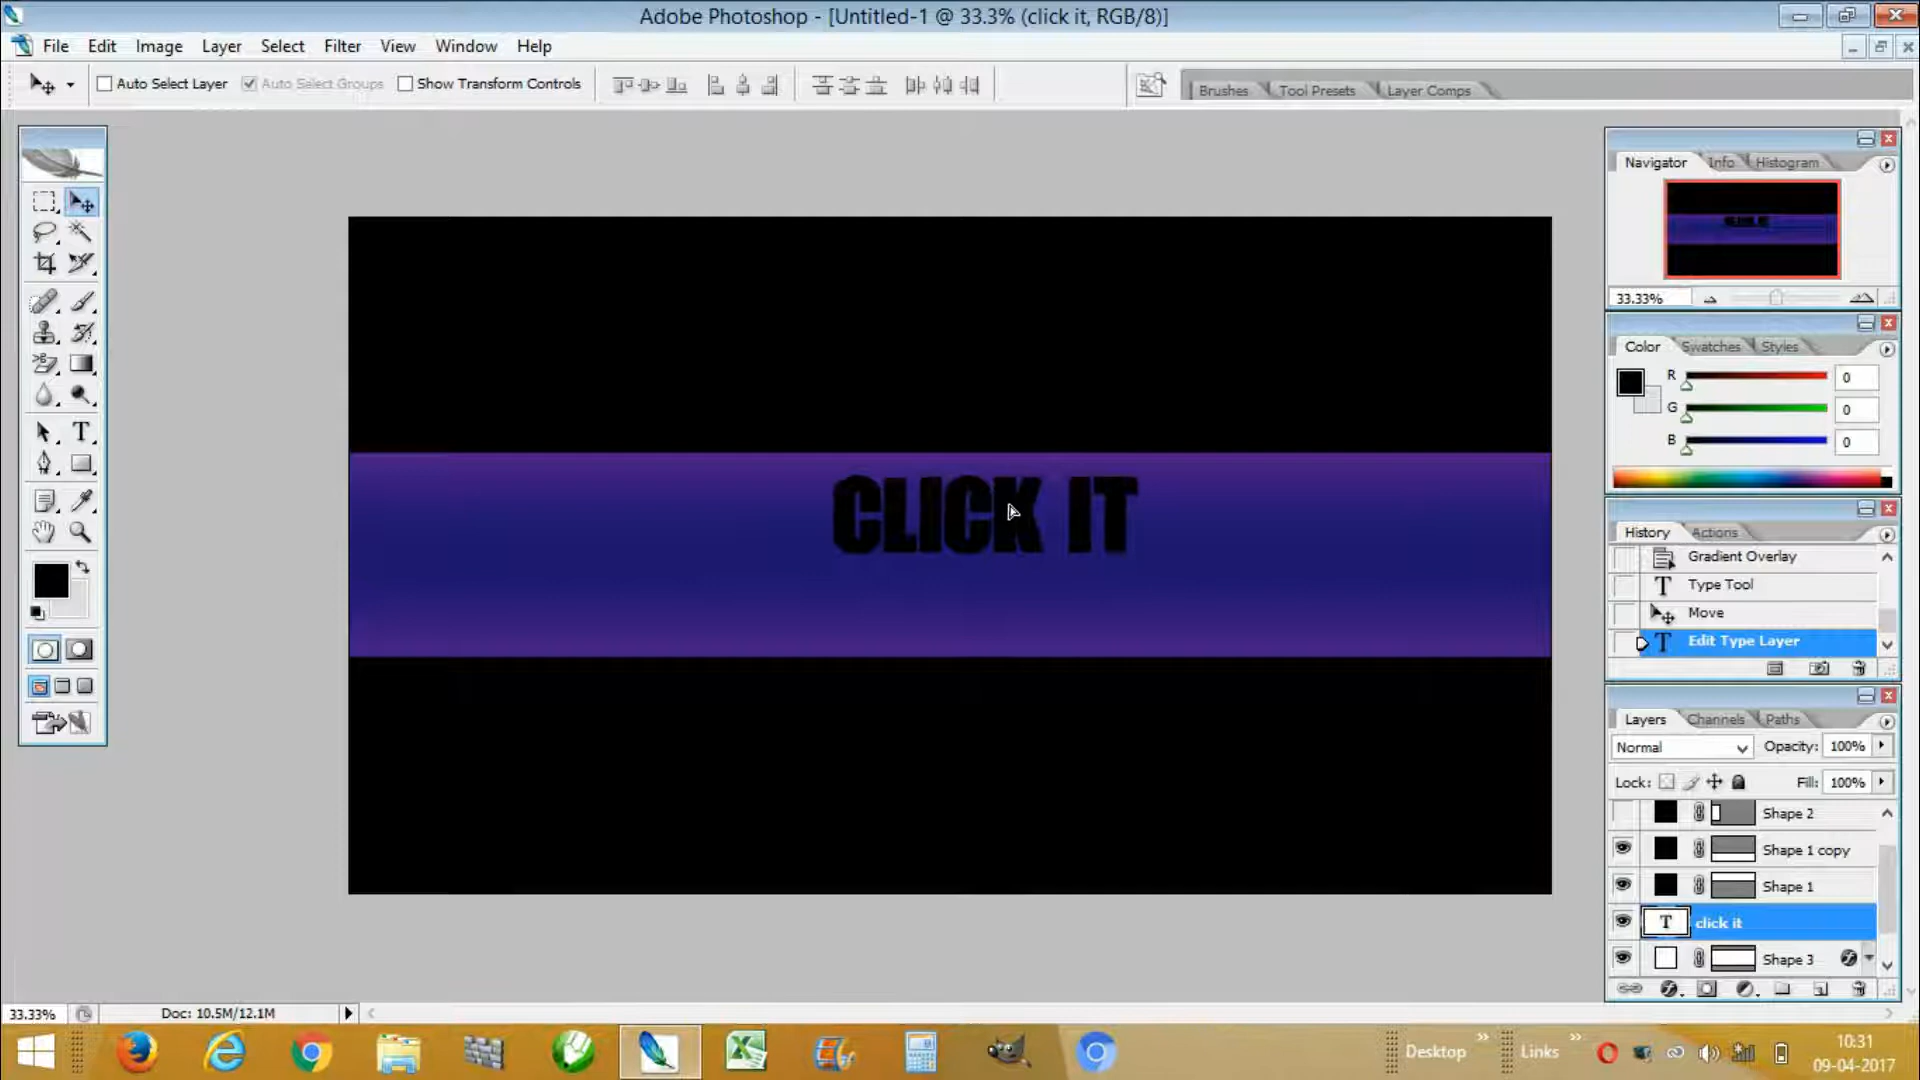 Adobe Photoshop - [Untitled-1 @ 33.3% (click it, RGB/8)]
File Edit Image Layer Select Filter View Window Help
Auto Select Layer Auto Select Groups Show Transform Controls
Brushes Tool Presets Layer Comps
Navigator Info Histogram
33.33%
Color Swatches Styles
R 0
G 0
B 0
CLICK IT
History Actions
Gradient Overlay
Type Tool
Move
Edit Type Layer
Layers Channels Paths
Normal Opacity: 100%
Lock: Fill: 100%
Shape 2
Shape 1 copy
Shape 1
T click it
Shape 3
33.33% Doc: 10.5M/12.1M
Desktop Links
10:31
09-04-2017